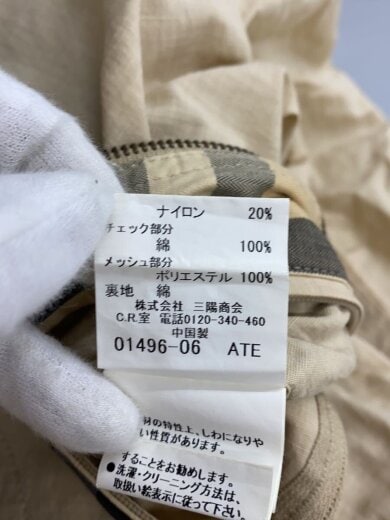 ナイロン 20%
チェック部分
綿 100%
メッシュ部分
ポリエステル 100%
裏地 綿
株式会社 三陽商会
C.R.室 電話0120-340-460
中国製
01496-06 ATE
材の特性上、しわになりや
い性質があります。
することをお勧めします。
●洗濯・クリーニング方法は、
取扱い絵表示に従って下さい。